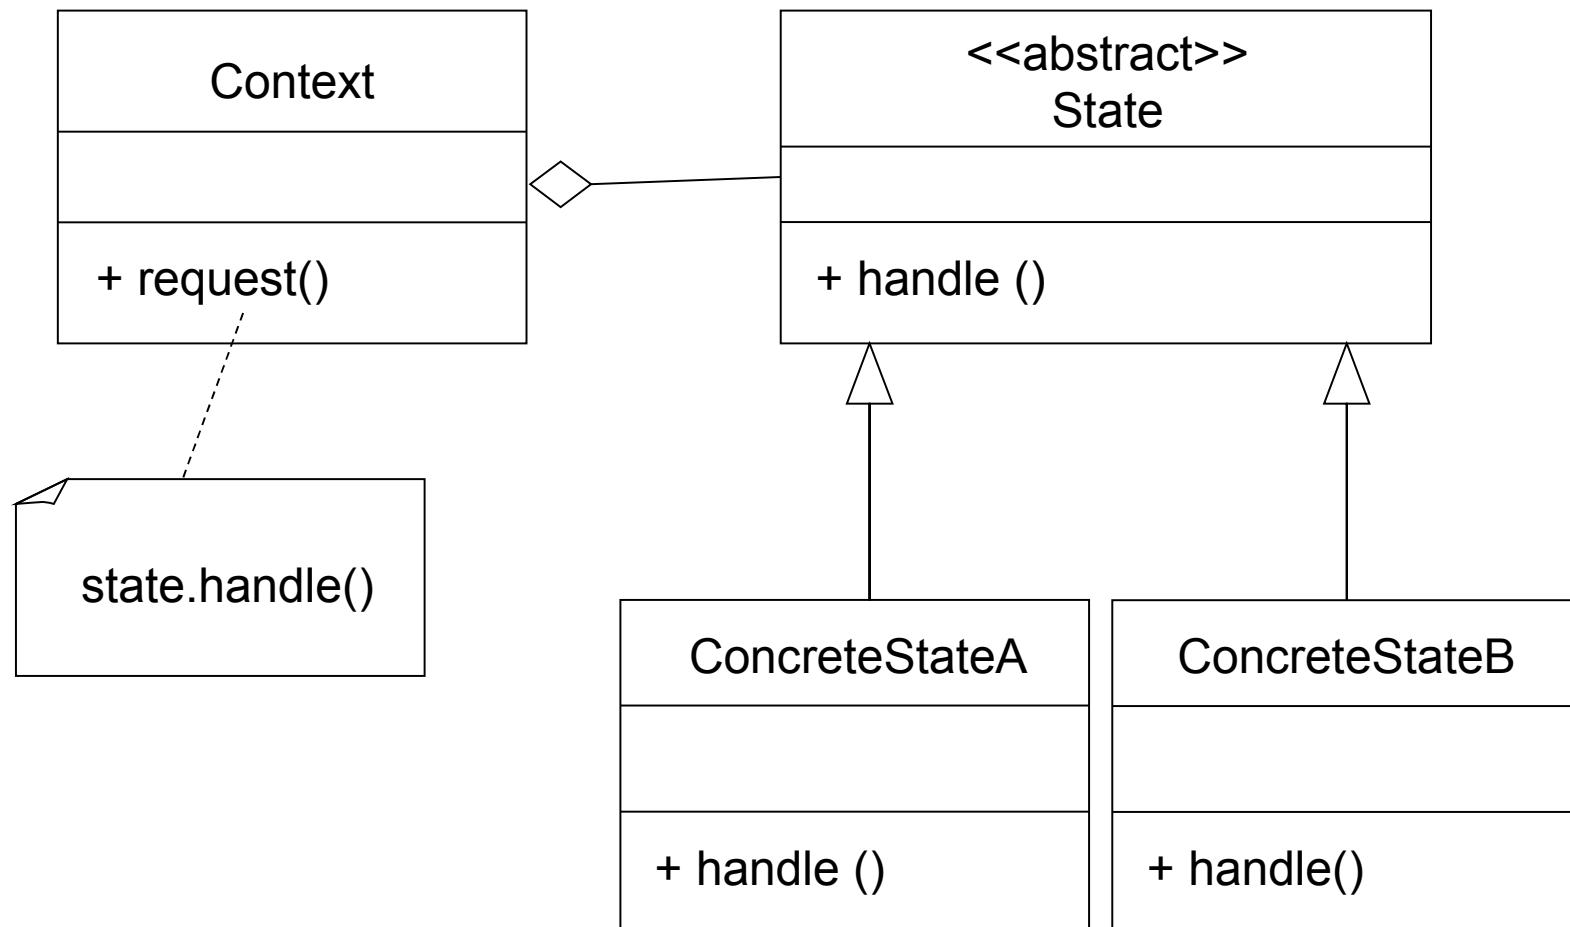 Context
+ request()
state.handle()
<<abstract>>
State
+ handle ()
ConcreteStateA
+ handle ()
ConcreteStateB
+ handle()